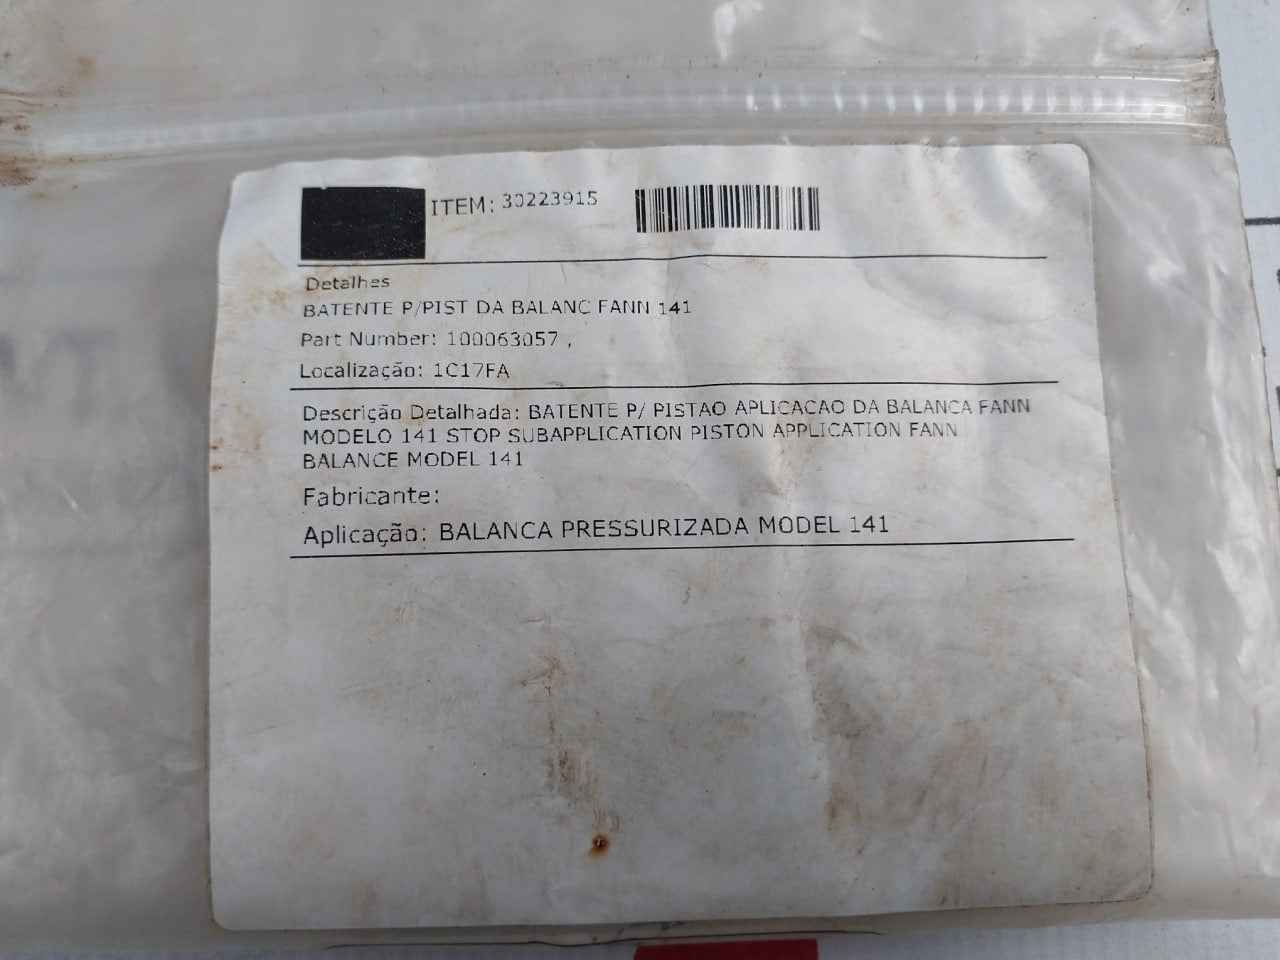 ITEM: 30223915
Detalhes
BATENTE P/PIST DA BALANC FANN 141
Part Number: 100063057 ,
Localização: 1C17FA
Descrição Detalhada: BATENTE P/ PISTAO APLICACAO DA BALANCA FANN
MODELO 141 STOP SUBAPPLICATION PISTON APPLICATION FANN
BALANCE MODEL 141
Fabricante:
Aplicação: BALANCA PRESSURIZADA MODEL 141